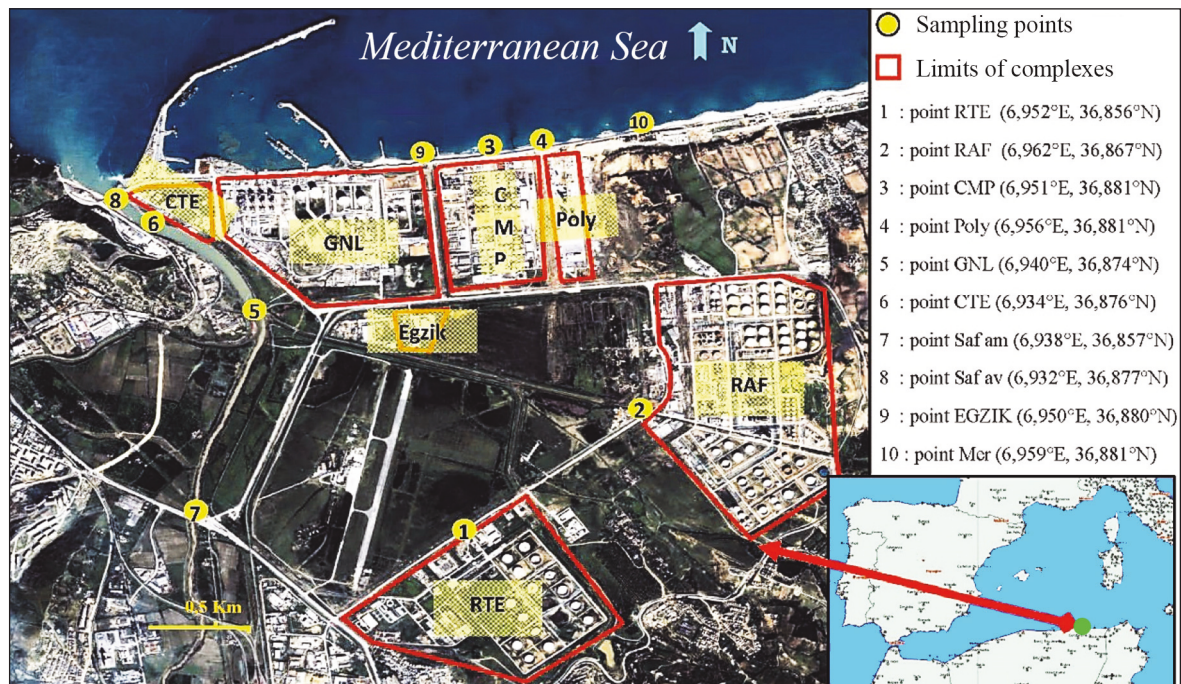 Mediterranean Sea
N
10
4
3
9
8
CTE
6
GNL
C
M
P
Poly
5
Egzik
RAF
2
7
1
RTE
0.5 Km
Sampling points
Limits of complexes
1 : point RTE (6,952°E, 36,856°N)
2 : point RAF (6,962°E, 36,867°N)
3 : point CMP (6,951°E, 36,881°N)
4 : point Poly (6,956°E, 36,881°N)
5 : point GNL (6,940°E, 36,874°N)
6 : point CTE (6,934°E, 36,876°N)
7 : point Saf am (6,938°E, 36,857°N)
8 : point Saf av (6,932°E, 36,877°N)
9 : point EGZIK (6,950°E, 36,880°N)
10 : point Mer (6,959°E, 36,881°N)